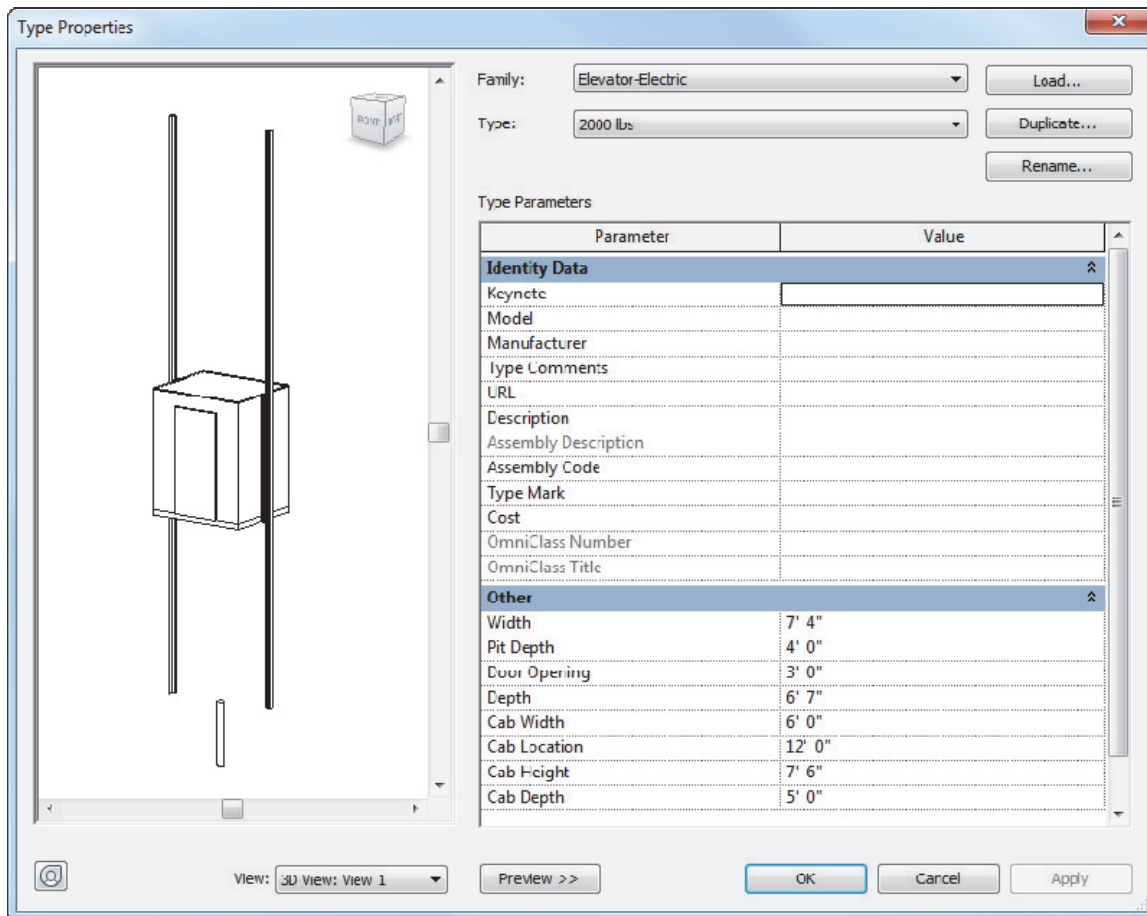 Type Properties
FRONT
Family: Elevator-Electric Load...
Type: 2000 lbs Duplicate...
Rename...
Type Parameters
Parameter Value
Identity Data
Keynote
Model
Manufacturer
Type Comments
URL
Description
Assembly Description
Assembly Code
Type Mark
Cost
OmniClass Number
OmniClass Title
Other
Width 7' 4"
Pit Depth 4' 0"
Door Opening 3' 0"
Depth 6' 7"
Cab Width 6' 0"
Cab Location 12' 0"
Cab Height 7' 6"
Cab Depth 5' 0"
View: 3D View: View 1 Preview >> OK Cancel Apply